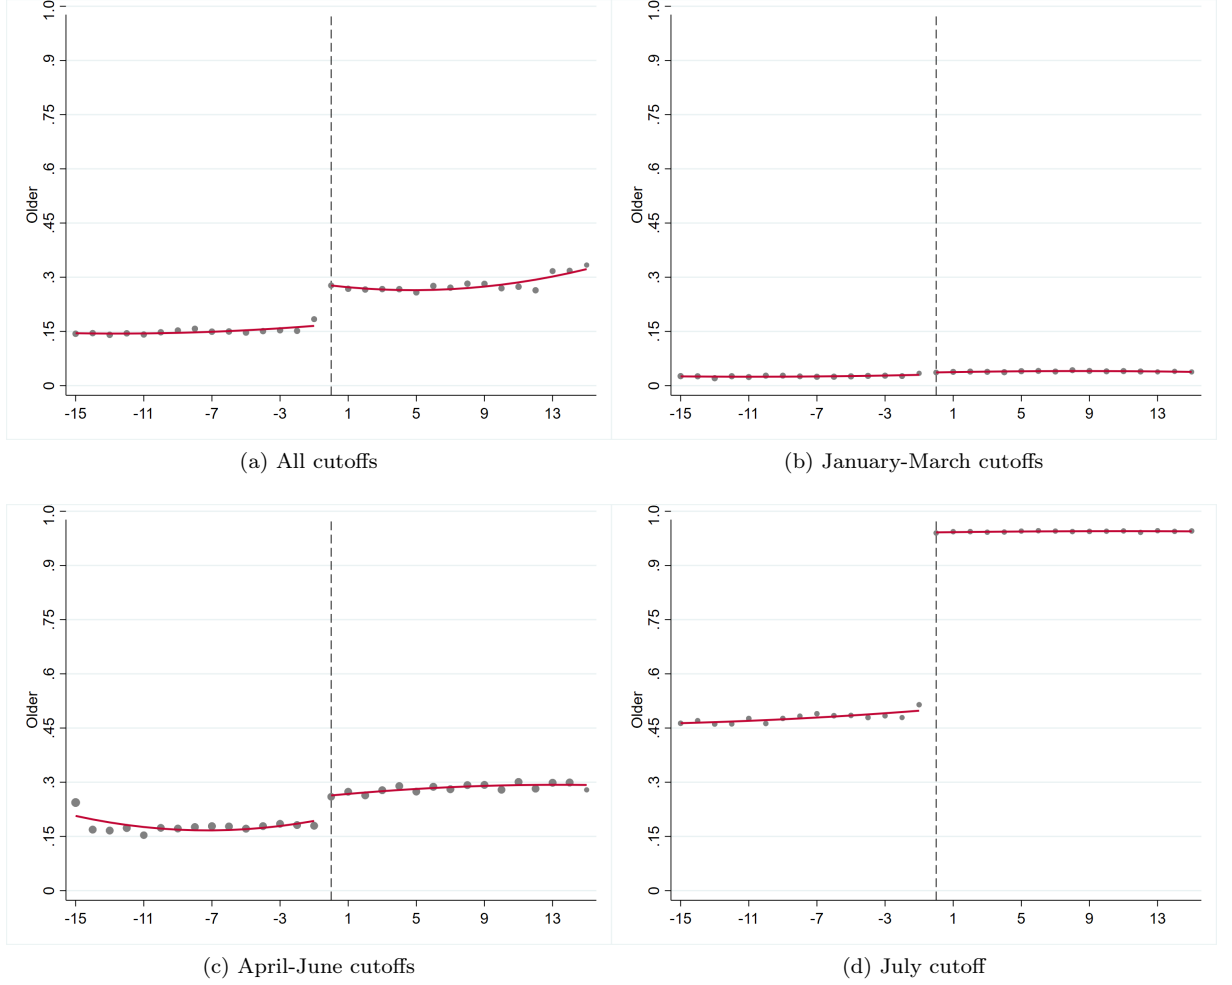 1.0
.9
.75
.6
.45
.3
.15
0
Older
-15 -11 -7 -3 1 5 9 13
(a) All cutoffs
1.0
.9
.75
.6
.45
.3
.15
0
Older
-15 -11 -7 -3 1 5 9 13
(b) January-March cutoffs
1.0
.9
.75
.6
.45
.3
.15
0
Older
-15 -11 -7 -3 1 5 9 13
(c) April-June cutoffs
1.0
.9
.75
.6
.45
.3
.15
0
Older
-15 -11 -7 -3 1 5 9 13
(d) July cutoff